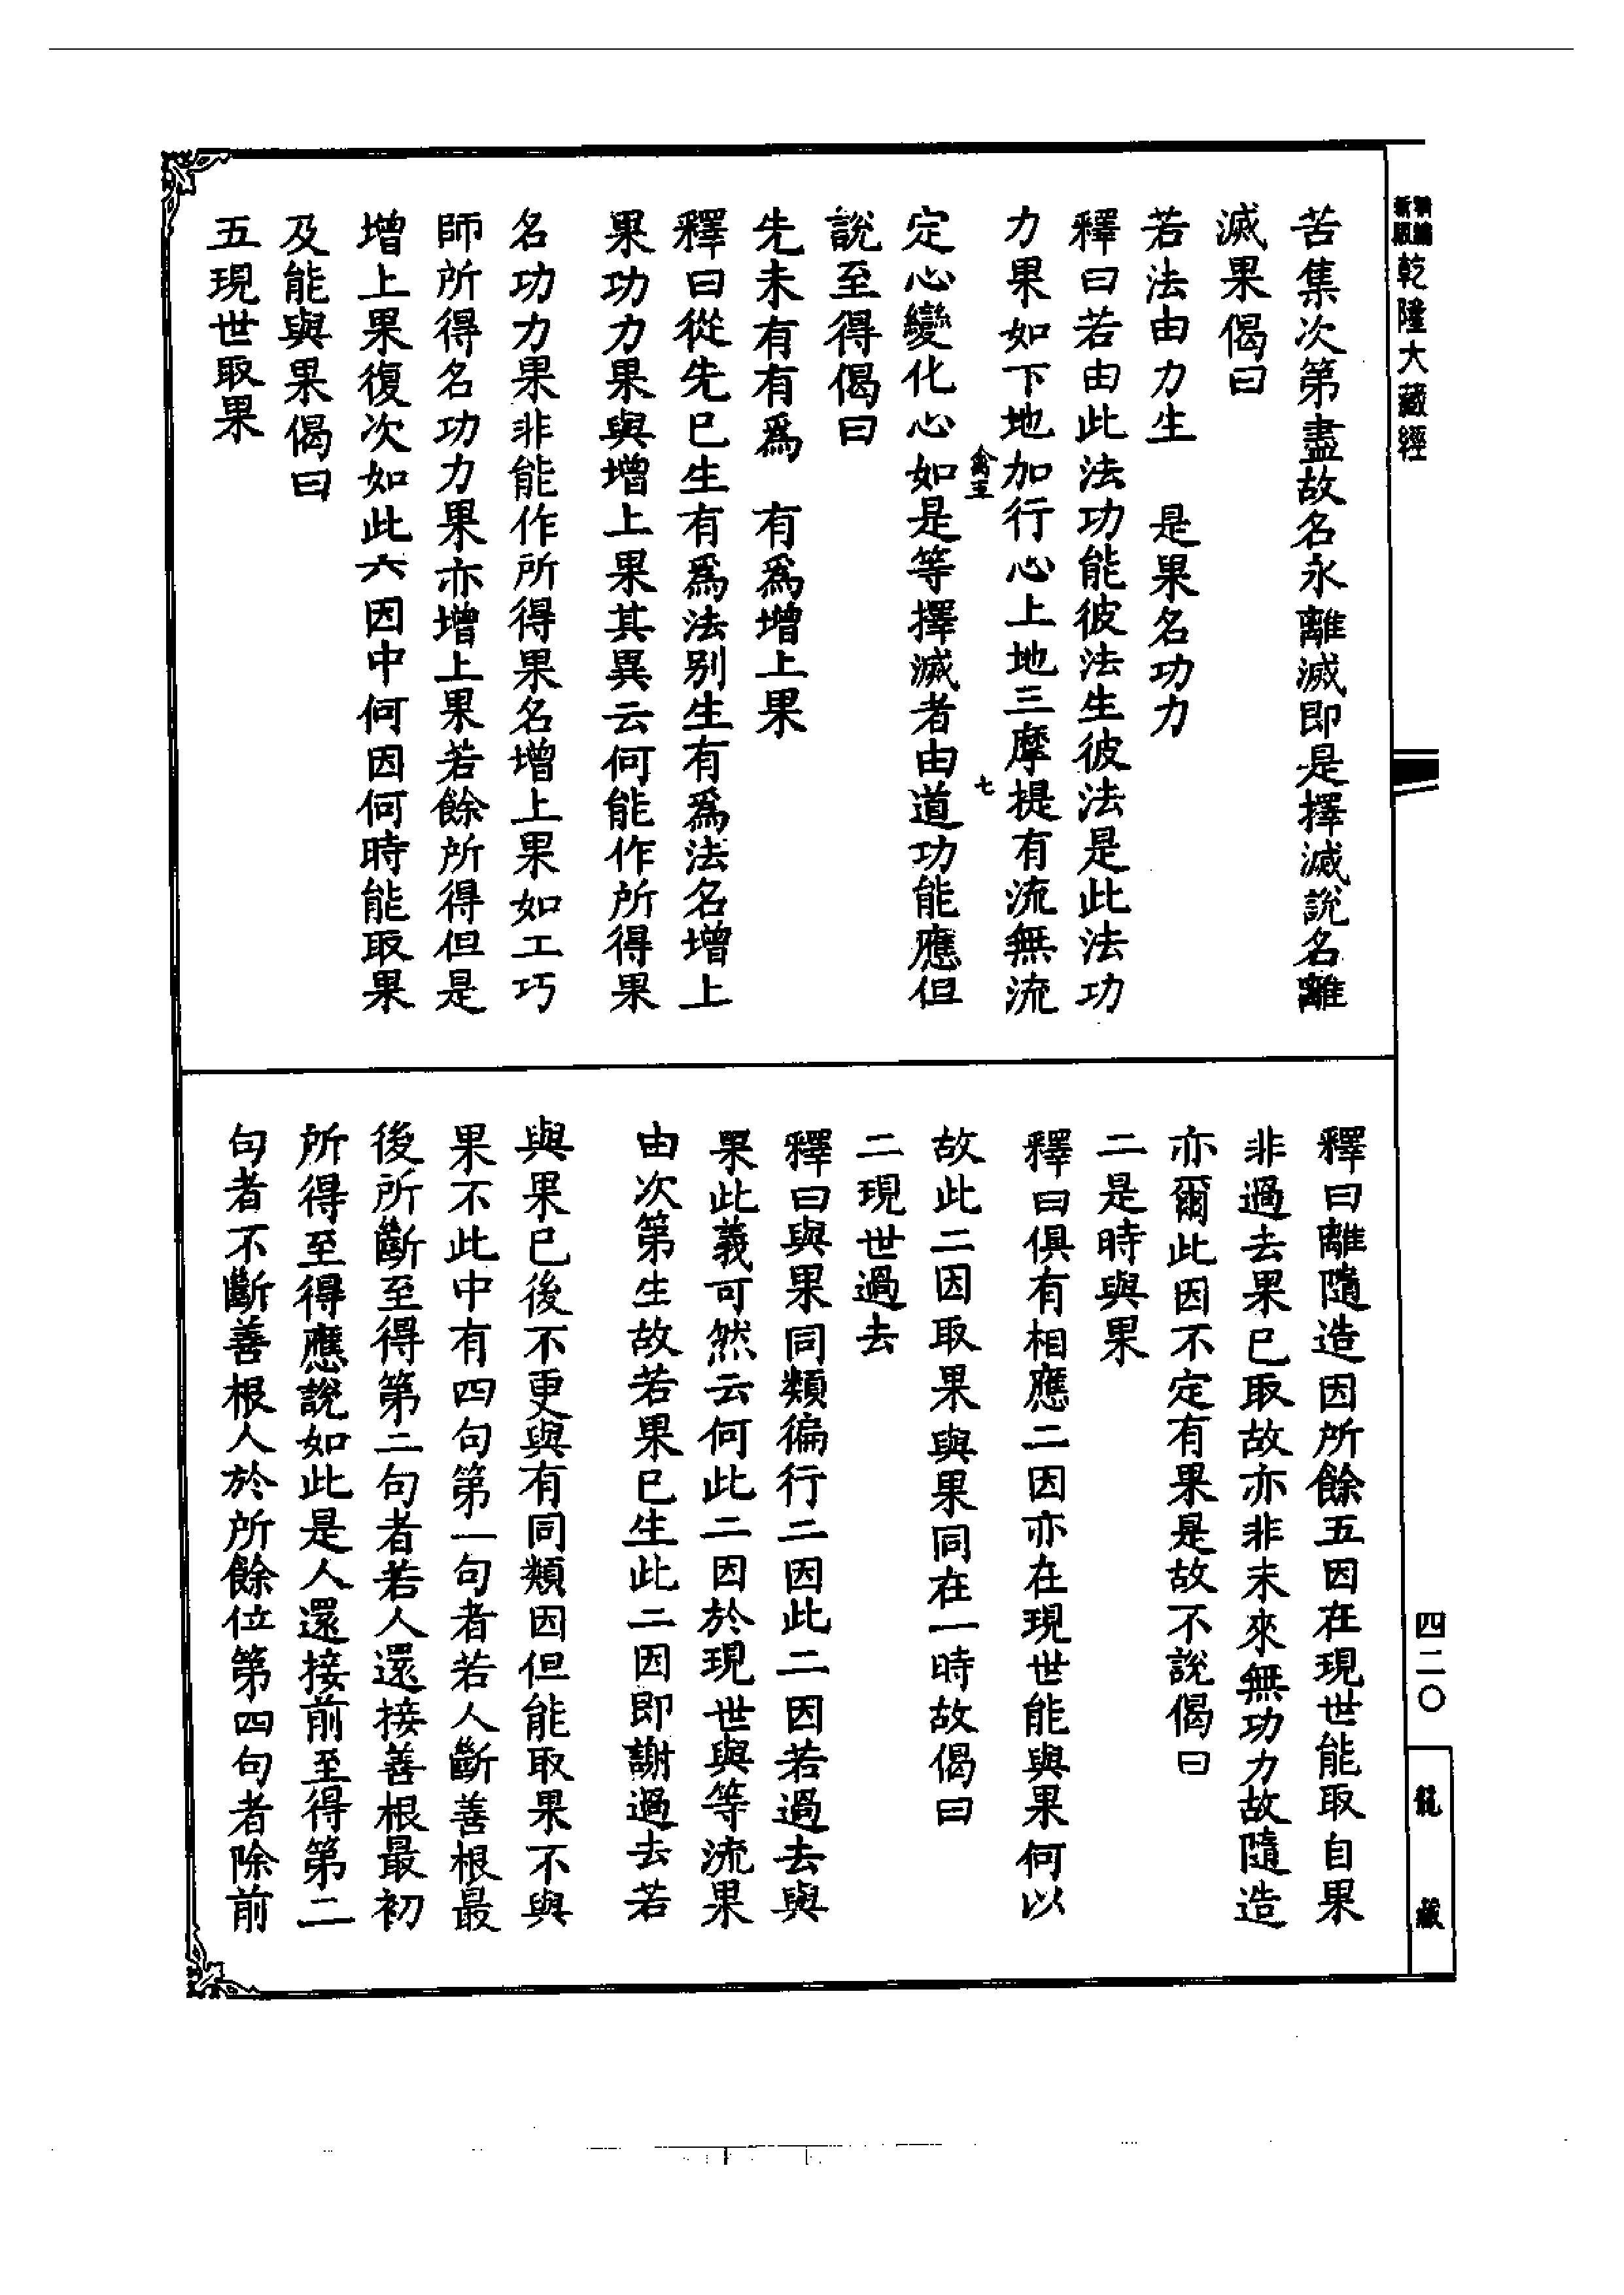 新編
新版
乾隆大藏經
苦集次第盡故名永離滅即是擇滅說名離
滅果偈曰
若法由力生　是果名功力
釋曰若由此法功能彼法生彼法是此法功
力果如下地加行心上地三摩提有流無流
七
定心變化心如是等擇滅者由道功能應但
說至得偈曰
先未有有為　有為增上果
釋曰從先已生有為法別生有為法名增上
果功力果與增上果其異云何能作所得果
名功力果非能作所得果名增上果如工巧
師所得名功力果亦增上果若餘所得但是
增上果復次如此六因中何因何時能取果
及能與果偈曰
五現世取果
釋曰離隨造因所餘五因在現世能取自果
非過去果已取故亦非未來無功力故隨造
亦爾此因不定有果是故不說偈曰
二是時與果
釋曰俱有相應二因亦在現世能與果何以
故此二因取果與果同在一時故偈曰
二現世過去
釋曰與果同類徧行二因此二因若過去與
果此義可然云何此二因於現世與等流果
由次第生故若果已生此二因即謝過去若
與果已後不更與有同類因但能取果不與
果不此中有四句第一句者若人斷善根最
後所斷至得第二句者若人還接善根最初
所得至得應說如此是人還接前至得第二
句者不斷善根人於所餘位第四句者除前
四二〇
龍藏